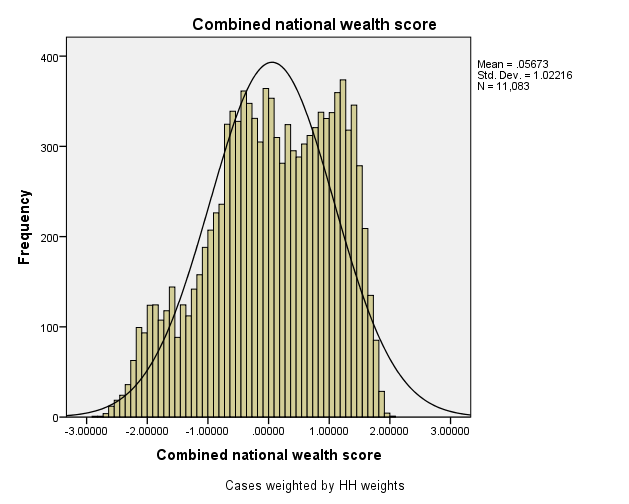 Combined national wealth score
Mean = .05673
Std. Dev. = 1.02216
N = 11,083
400
300
200
100
0
Frequency
-3.00000 -2.00000 -1.00000 .00000 1.00000 2.00000 3.00000
Combined national wealth score
Cases weighted by HH weights